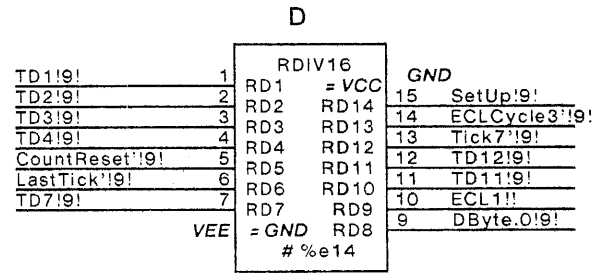 D
RDIV16
TD1!9! 1 RD1 = VCC GND
TD2!9! 2 RD2 RD14 15 SetUp!9!
TD3!9! 3 RD3 RD13 14 ECLCycle3'!9!
TD4!9! 4 RD4 RD12 13 Tick7'!9!
CountReset'!9! 5 RD5 RD11 12 TD12!9!
LastTick'!9! 6 RD6 RD10 11 TD11!9!
TD7!9! 7 RD7 RD9 10 ECL1!!
VEE = GND RD8 9 DByte.0!9!
# %e14